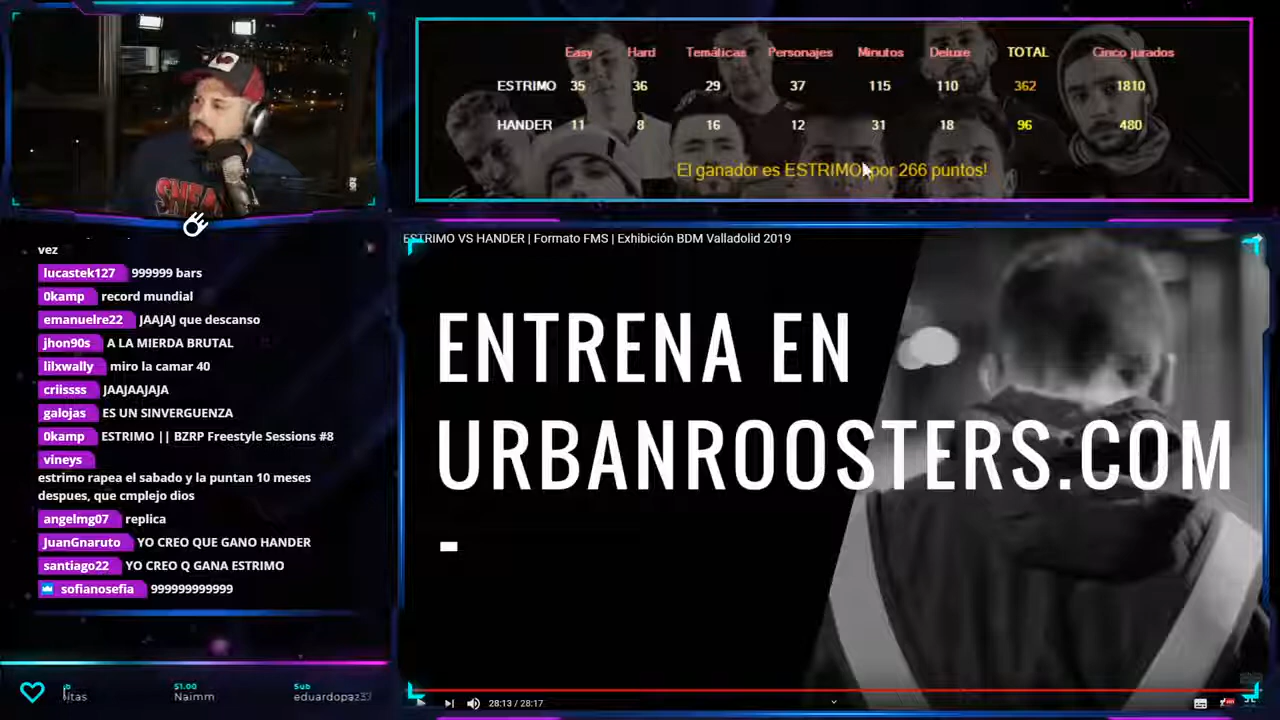 Easy Hard Temáticas Personajes Minutos Deluxe TOTAL Cinco jurados
ESTRIMO 35 36 29 37 115 110 362 1810
HANDER 11 8 16 12 31 18 96 480
El ganador es ESTRIMO por 266 puntos!
vez
lucastek127 999999 bars
0kamp record mundial
emanuelre22 JAAJAJ que descanso
jhon90s A LA MIERDA BRUTAL
lilxwally miro la camar 40
criissss JAAJAAJAJA
galojas ES UN SINVERGUENZA
0kamp ESTRIMO || BZRP Freestyle Sessions #8
vineys
estrimo rapea el sabado y la puntan 10 meses
despues, que cmplejo dios
angelmg07 replica
JuanGnaruto YO CREO QUE GANO HANDER
santiago22 YO CREO Q GANA ESTRIMO
sofianosefia 999999999999
$1.00 Sub
Naimm eduardopaz37
ESTRIMO VS HANDER | Formato FMS | Exhibición BDM Valladolid 2019
ENTRENA EN
URBANROOSTERS.COM
28:13 / 28:17